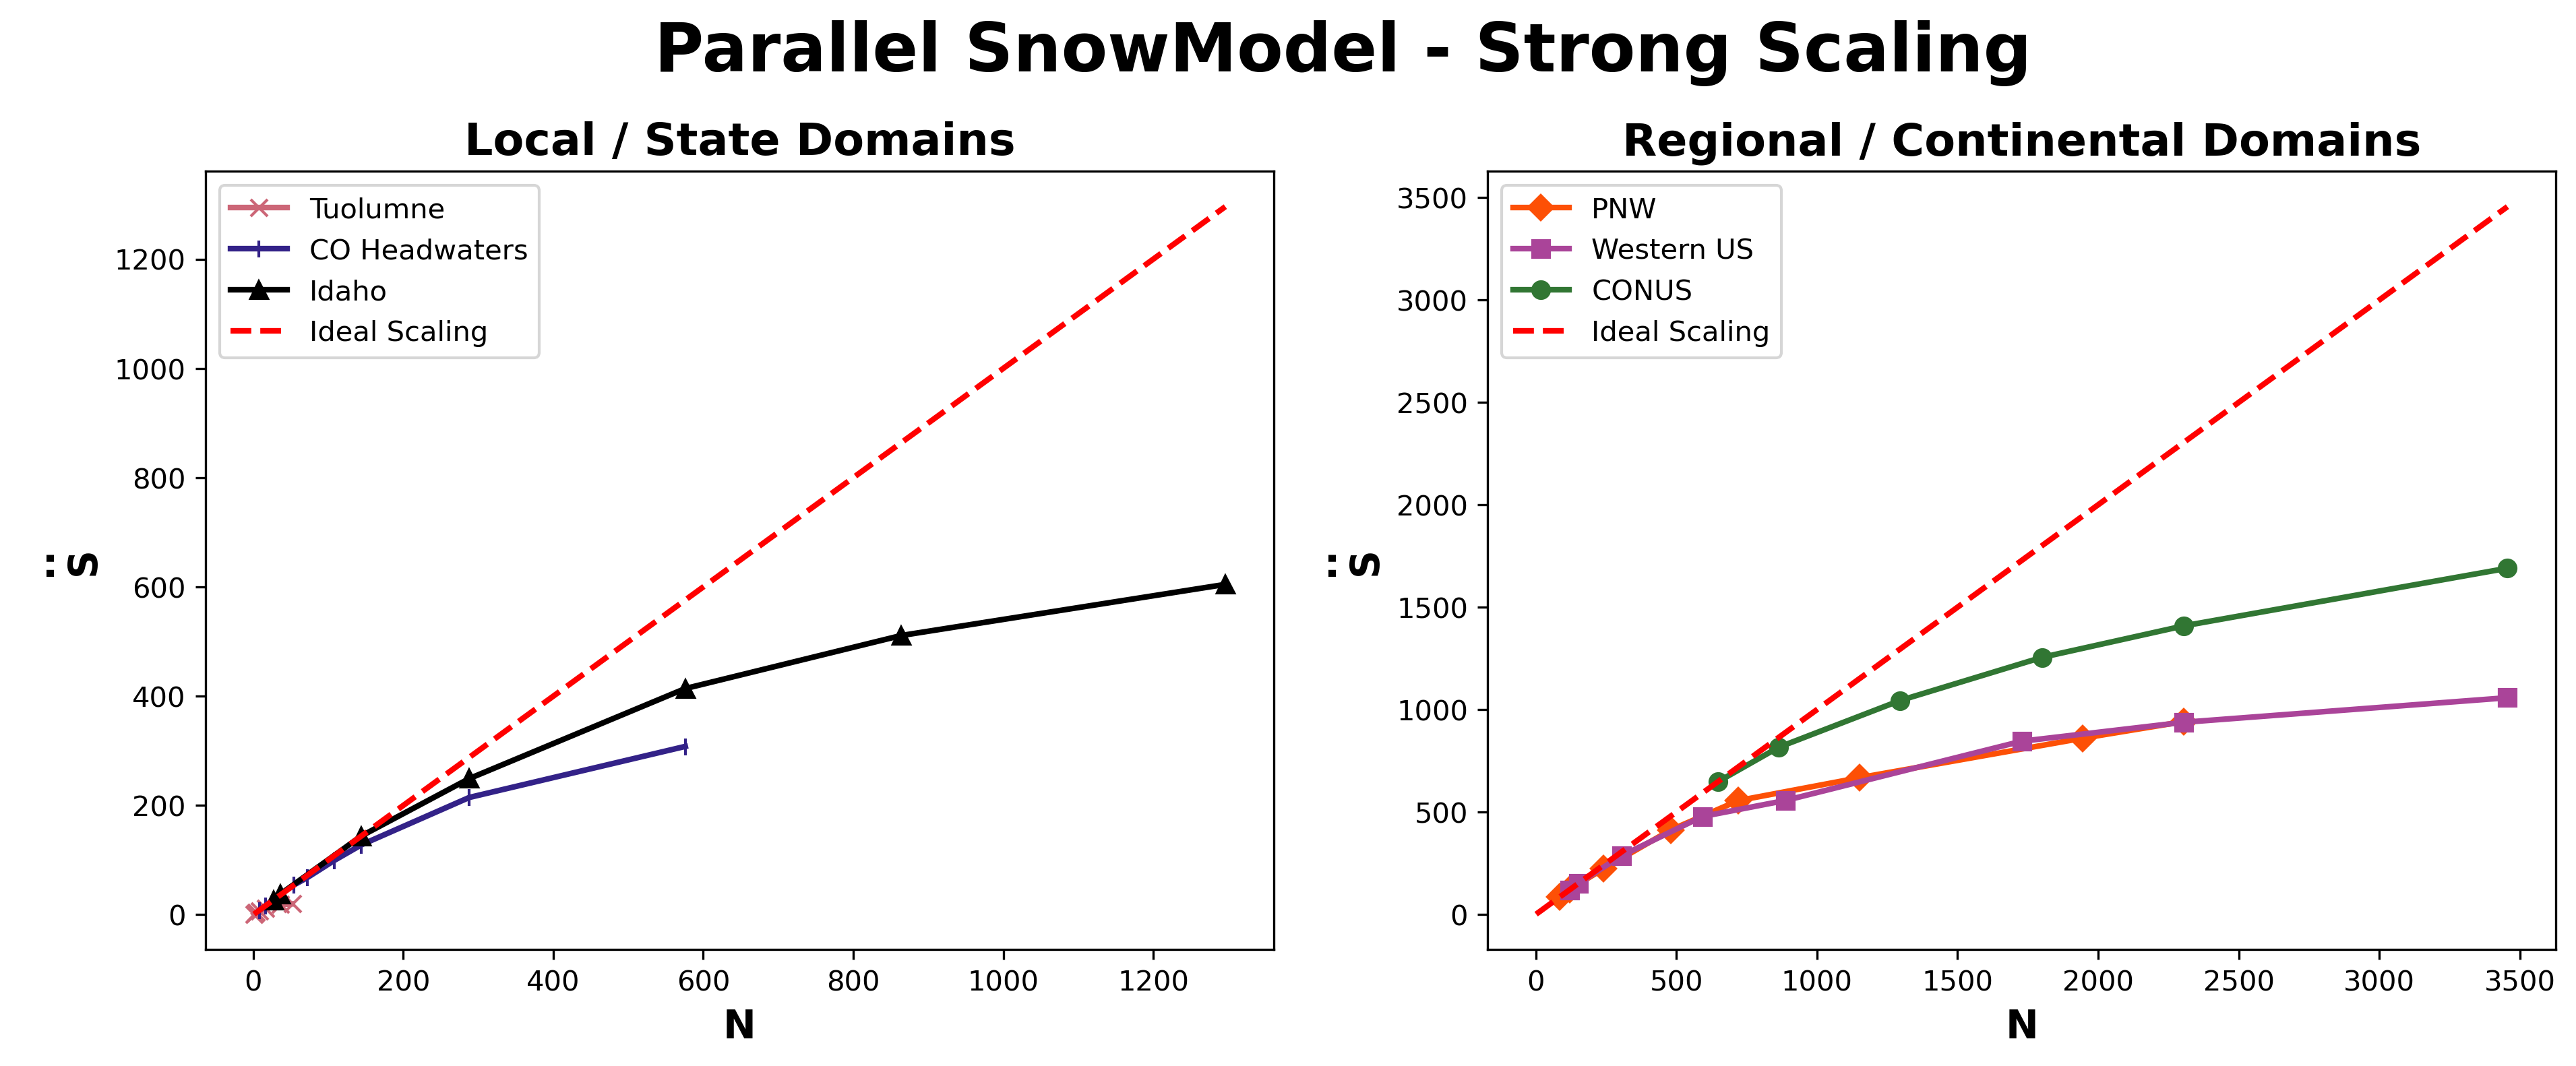 Parallel SnowModel - Strong Scaling
Local / State Domains
Tuolumne
CO Headwaters
Idaho
Ideal Scaling
1200
1000
800
600
400
200
0
S̈
0 200 400 600 800 1000 1200
N
Regional / Continental Domains
PNW
Western US
CONUS
Ideal Scaling
3500
3000
2500
2000
1500
1000
500
0
S̈
0 500 1000 1500 2000 2500 3000 3500
N